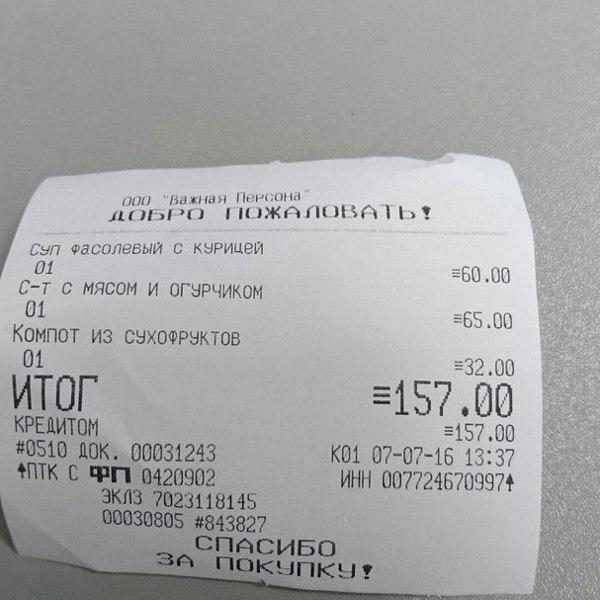 ООО "Важная Персона"
ДОБРО ПОЖАЛОВАТЬ!
Суп фасолевый с курицей
01
≡60.00
С-т с мясом и огурчиком
01
≡65.00
Компот из сухофруктов
01
≡32.00
ИТОГ ≡157.00
КРЕДИТОМ ≡157.00
#0510 ДОК. 00031243 К01 07-07-16 13:37
↑ПТК С ФП 0420902 ИНН 007724670997↑
ЭКЛЗ 7023118145
00030805 #843827
СПАСИБО
ЗА ПОКУПКУ!